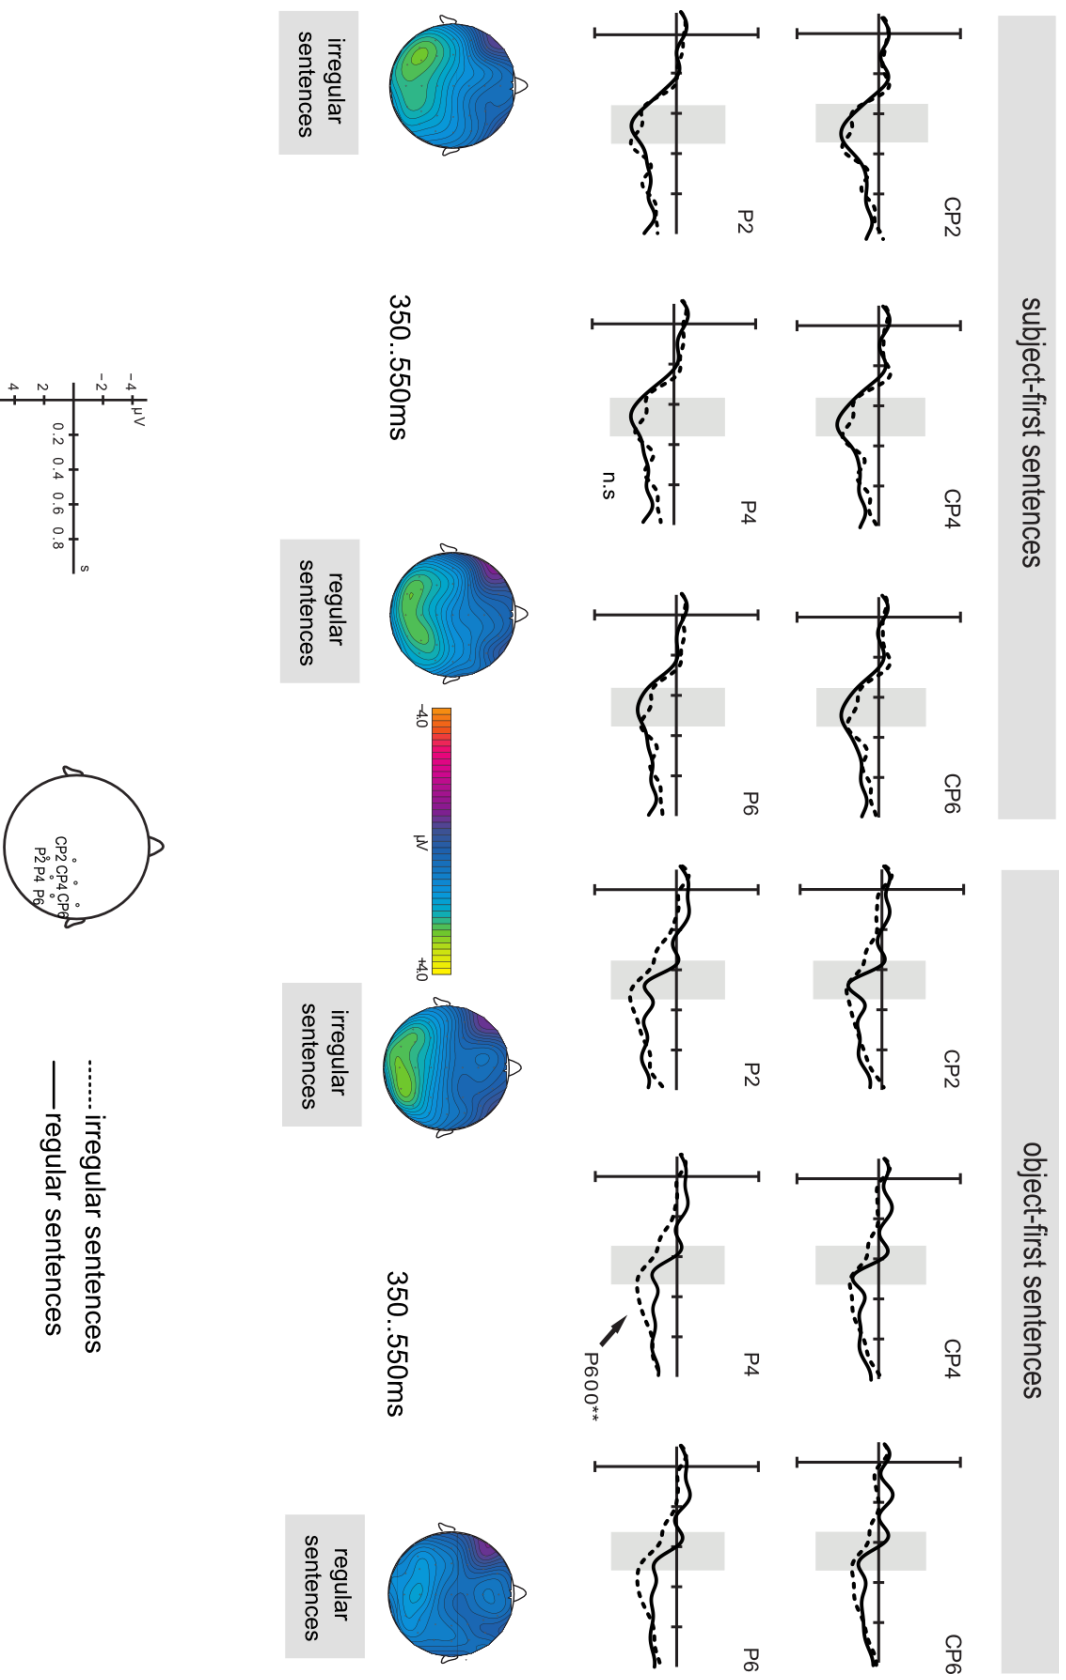 subject-first sentences
object-first sentences
CP2
CP4
CP6
CP2
CP4
CP6
P2
P4
P6
P2
P4
P6
n.s
P600**
350..550ms
350..550ms
-4.0
μV
+4.0
irregular
sentences
regular
sentences
irregular
sentences
regular
sentences
-4
μV
-2
2
4
0.2 0.4 0.6 0.8
s
CP2 CP4 CP6
P2 P4 P6
irregular sentences
regular sentences